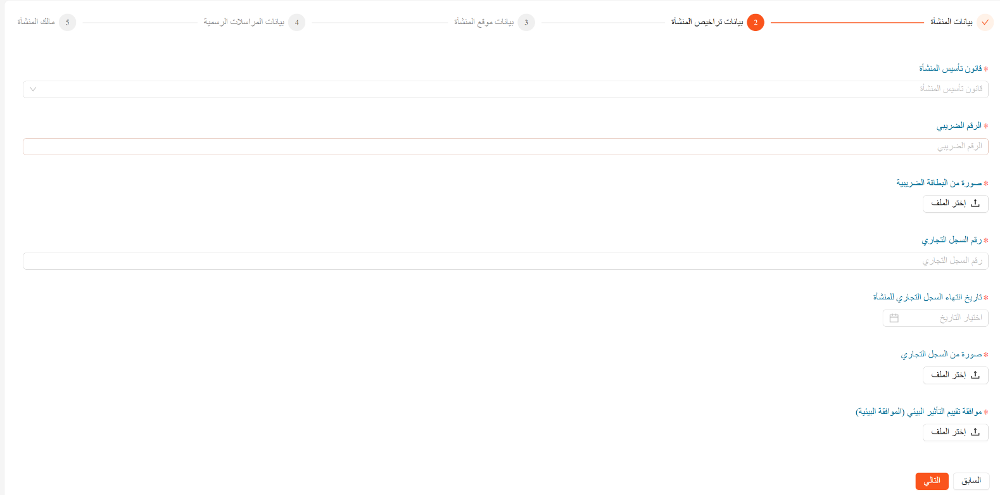 بيانات المنشأة
2 بيانات تراخيص المنشأة
3 بيانات موقع المنشأة
4 بيانات المراسلات الرسمية
5 مالك المنشأة
* قانون تأسيس المنشأة
قانون تأسيس المنشأة
* الرقم الضريبي
الرقم الضريبي
* صورة من البطاقة الضريبية
إختر الملف
* رقم السجل التجاري
رقم السجل التجاري
* تاريخ انتهاء السجل التجاري للمنشأة
اختيار التاريخ
* صورة من السجل التجاري
إختر الملف
* موافقة تقييم التأثير البيئي (الموافقة البيئية)
إختر الملف
السابق
التالي